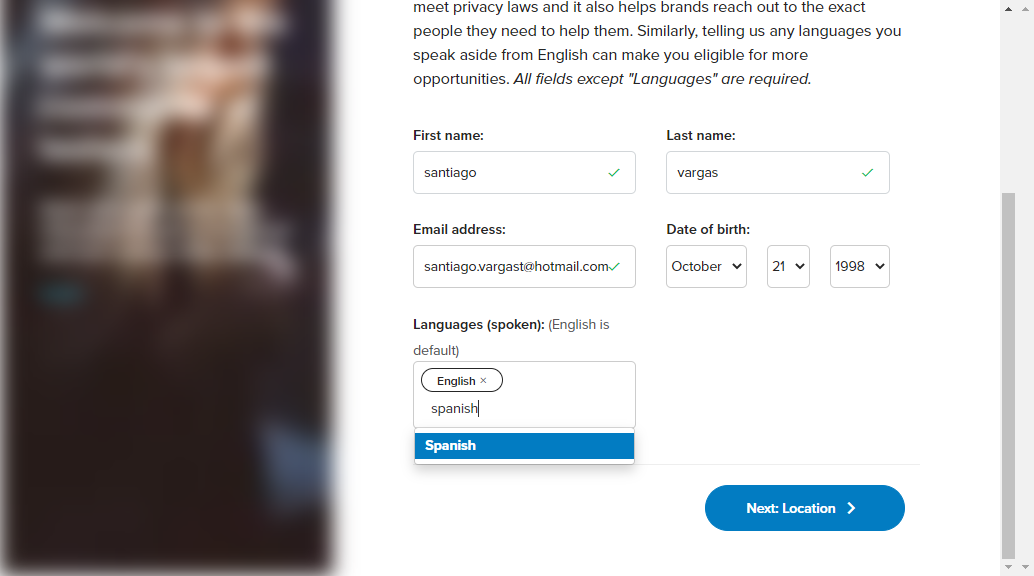 meet privacy laws and it also helps brands reach out to the exact
people they need to help them. Similarly, telling us any languages you
speak aside from English can make you eligible for more
opportunities. All fields except "Languages" are required.
First name:
Last name:
santiago
vargas
Email address:
Date of birth:
santiago.vargast@hotmail.com
October
21
1998
Languages (spoken): (English is
default)
English ×
spanish
Spanish
Next: Location